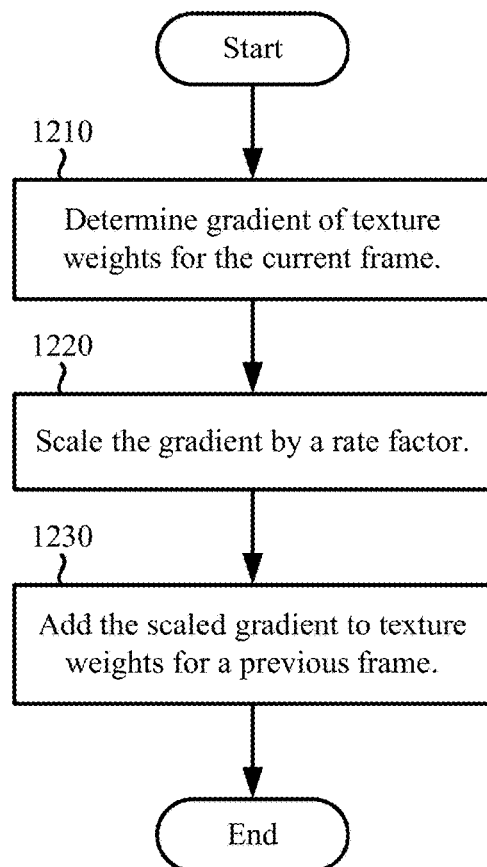 Start
1210
Determine gradient of texture
weights for the current frame.
1220
Scale the gradient by a rate factor.
1230
Add the scaled gradient to texture
weights for a previous frame.
End